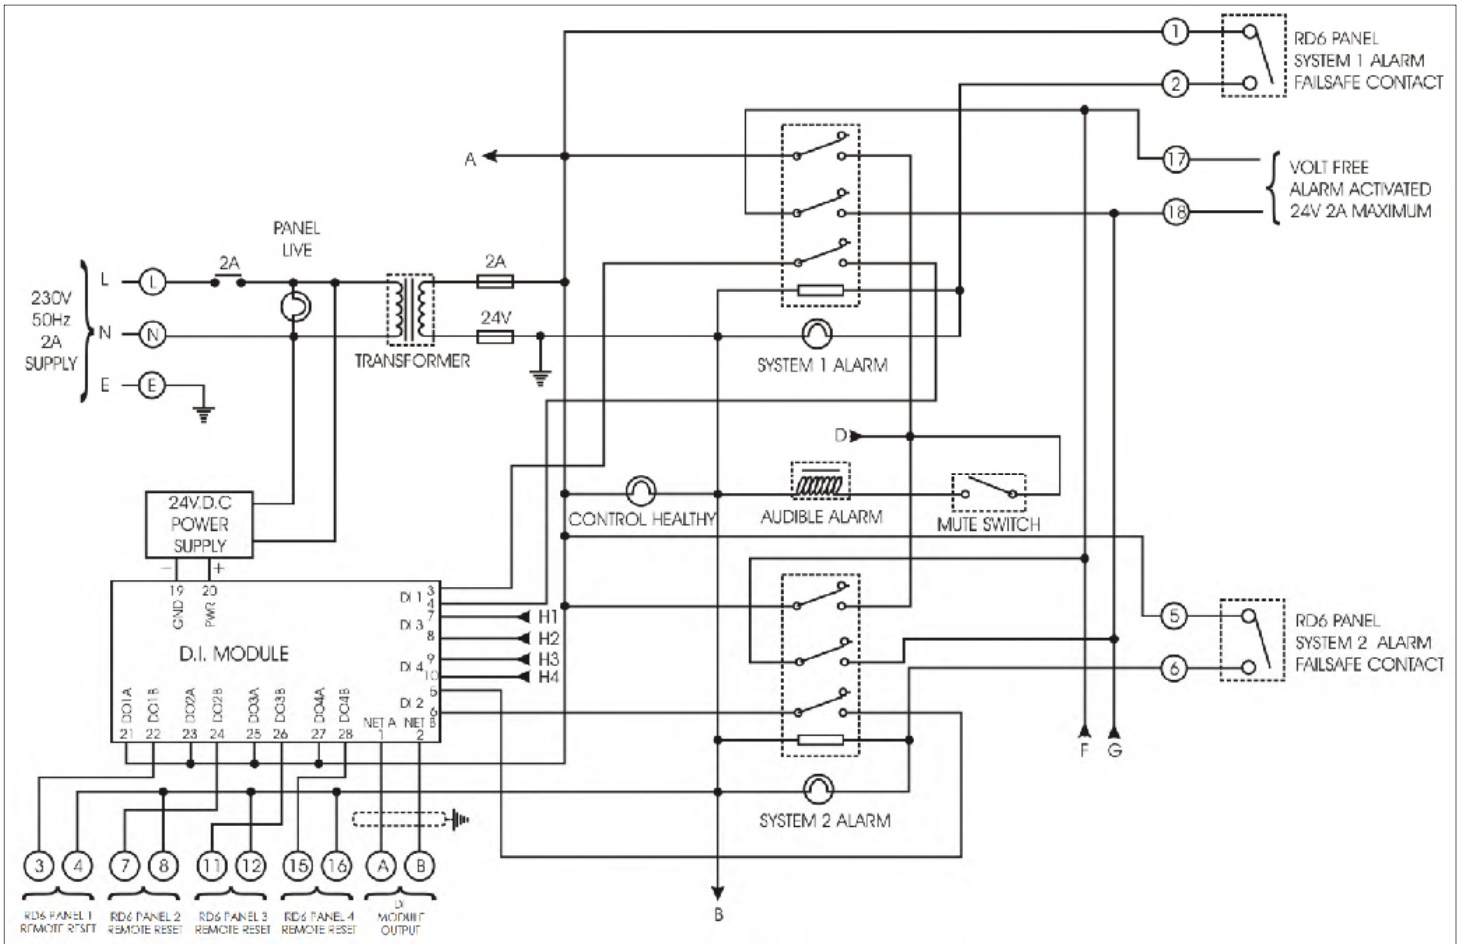 1
RD6 PANEL
SYSTEM 1 ALARM
FAILSAFE CONTACT
2
A
17
18
VOLT FREE
ALARM ACTIVATED
24V 2A MAXIMUM
PANEL
LIVE
230V
50Hz
2A
SUPPLY
L
L
2A
N
N
E
E
TRANSFORMER
2A
24V
SYSTEM 1 ALARM
D
CONTROL HEALTHY
AUDIBLE ALARM
MUTE SWITCH
24V.D.C
POWER
SUPPLY
–
+
19
20
GND
PWR
D.I. MODULE
DI 1
3
4
DI 3
7
8
DI 4
9
10
DI 2
5
6
H1
H2
H3
H4
DO1A
DO1B
DO2A
DO2B
DO3A
DO3B
DO4A
DO4B
NET A
NET B
21
22
23
24
25
26
27
28
1
2
5
6
RD6 PANEL
SYSTEM 2 ALARM
FAILSAFE CONTACT
F
G
SYSTEM 2 ALARM
B
3
4
7
8
11
12
15
16
A
B
RD6 PANEL 1
REMOTE RESET
RD6 PANEL 2
REMOTE RESET
RD6 PANEL 3
REMOTE RESET
RD6 PANEL 4
REMOTE RESET
DI
MODULE
OUTPUT